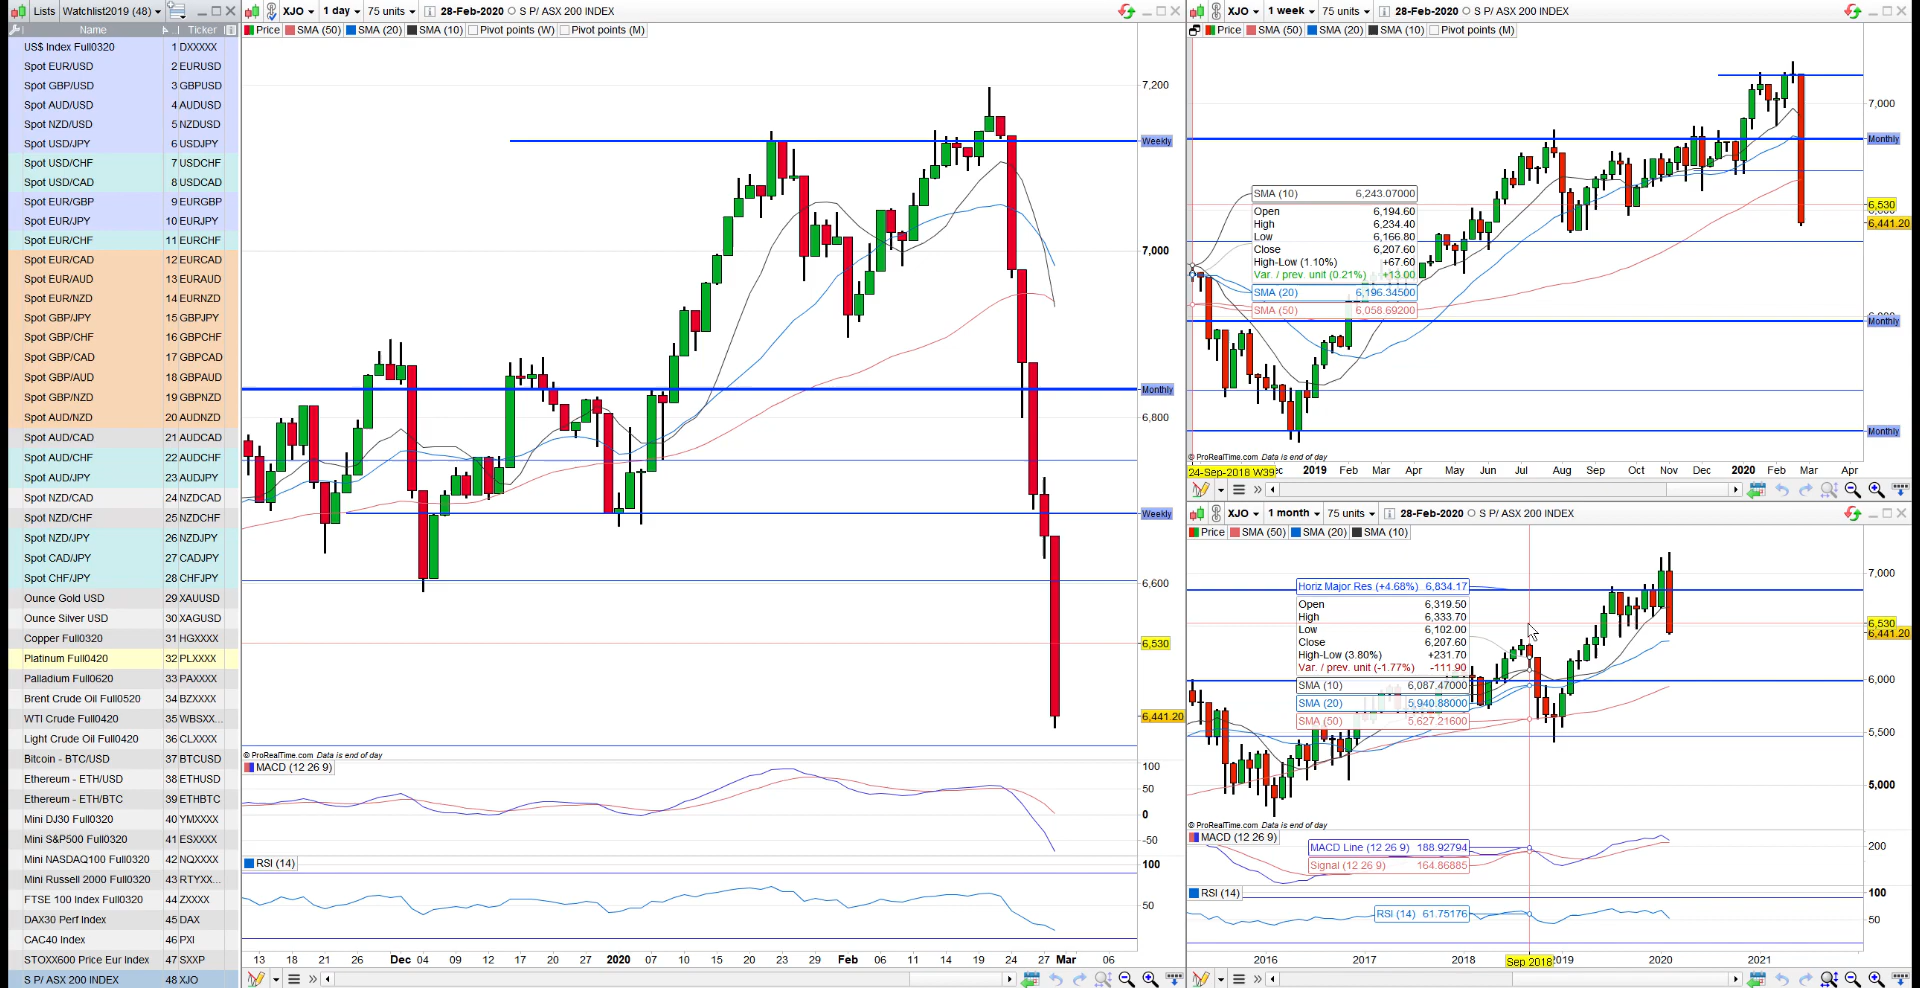 Lists Watchlist2019 (48)
Name Ticker
US$ Index Full0320 1 DXXXXX
Spot EUR/USD 2 EURUSD
Spot GBP/USD 3 GBPUSD
Spot AUD/USD 4 AUDUSD
Spot NZD/USD 5 NZDUSD
Spot USD/JPY 6 USDJPY
Spot USD/CHF 7 USDCHF
Spot USD/CAD 8 USDCAD
Spot EUR/GBP 9 EURGBP
Spot EUR/JPY 10 EURJPY
Spot EUR/CHF 11 EURCHF
Spot EUR/CAD 12 EURCAD
Spot EUR/AUD 13 EURAUD
Spot EUR/NZD 14 EURNZD
Spot GBP/JPY 15 GBPJPY
Spot GBP/CHF 16 GBPCHF
Spot GBP/CAD 17 GBPCAD
Spot GBP/AUD 18 GBPAUD
Spot GBP/NZD 19 GBPNZD
Spot AUD/NZD 20 AUDNZD
Spot AUD/CAD 21 AUDCAD
Spot AUD/CHF 22 AUDCHF
Spot AUD/JPY 23 AUDJPY
Spot NZD/CAD 24 NZDCAD
Spot NZD/CHF 25 NZDCHF
Spot NZD/JPY 26 NZDJPY
Spot CAD/JPY 27 CADJPY
Spot CHF/JPY 28 CHFJPY
Ounce Gold USD 29 XAUUSD
Ounce Silver USD 30 XAGUSD
Copper Full0320 31 HGXXXX
Platinum Full0420 32 PLXXXX
Palladium Full0620 33 PAXXXX
Brent Crude Oil Full0520 34 BZXXXX
WTI Crude Full0420 35 WBSXX...
Light Crude Oil Full0420 36 CLXXXX
Bitcoin - BTC/USD 37 BTCUSD
Ethereum - ETH/USD 38 ETHUSD
Ethereum - ETH/BTC 39 ETHBTC
Mini DJ30 Full0320 40 YMXXXX
Mini S&P500 Full0320 41 ESXXXX
Mini NASDAQ100 Full0320 42 NQXXXX
Mini Russell 2000 Full0320 43 RTYXX...
FTSE 100 Index Full0320 44 ZXXXX
DAX30 Perf Index 45 DAX
CAC40 Index 46 PXI
STOXX600 Price Eur Index 47 SXXP
S P/ ASX 200 INDEX 48 XJO
XJO 1 day 75 units 28-Feb-2020 S P/ ASX 200 INDEX
Price SMA (50) SMA (20) SMA (10) Pivot points (W) Pivot points (M)
7,200
Weekly
7,000
Monthly
6,800
Weekly
6,600
6,530
6,441.20
© ProRealTime.com Data is end of day
MACD (12 26 9)
100
50
0
-50
RSI (14)
100
50
13 18 21 26 Dec 04 09 12 17 20 27 2020 07 10 15 20 23 29 Feb 06 11 14 19 24 27 Mar 06
XJO 1 week 75 units 28-Feb-2020 S P/ ASX 200 INDEX
Price SMA (50) SMA (20) SMA (10) Pivot points (M)
7,000
Monthly
SMA (10) 6,243.07000
Open 6,194.60
High 6,234.40
Low 6,166.80
Close 6,207.60
High-Low (1.10%) +67.60
Var. / prev. unit (0.21%) +13.00
SMA (20) 6,196.34500
SMA (50) 6,058.69200
6,530
6,441.20
Monthly
Monthly
© ProRealTime.com Data is end of day
24-Sep-2018 W39 2019 Feb Mar Apr May Jun Jul Aug Sep Oct Nov Dec 2020 Feb Mar Apr
XJO 1 month 75 units 28-Feb-2020 S P/ ASX 200 INDEX
Price SMA (50) SMA (20) SMA (10)
7,000
Horiz Major Res (+4.68%) 6,834.17
Open 6,319.50
High 6,333.70
Low 6,102.00
Close 6,207.60
High-Low (3.80%) +231.70
Var. / prev. unit (-1.77%) -111.90
SMA (10) 6,087.47000
SMA (20) 5,940.88000
SMA (50) 5,627.21600
6,530
6,441.20
6,000
5,500
5,000
© ProRealTime.com Data is end of day
MACD (12 26 9)
MACD Line (12 26 9) 188.92794
Signal (12 26 9) 164.86885
200
RSI (14)
RSI (14) 61.75176
100
50
2016 2017 2018 Sep 2018 2019 2020 2021